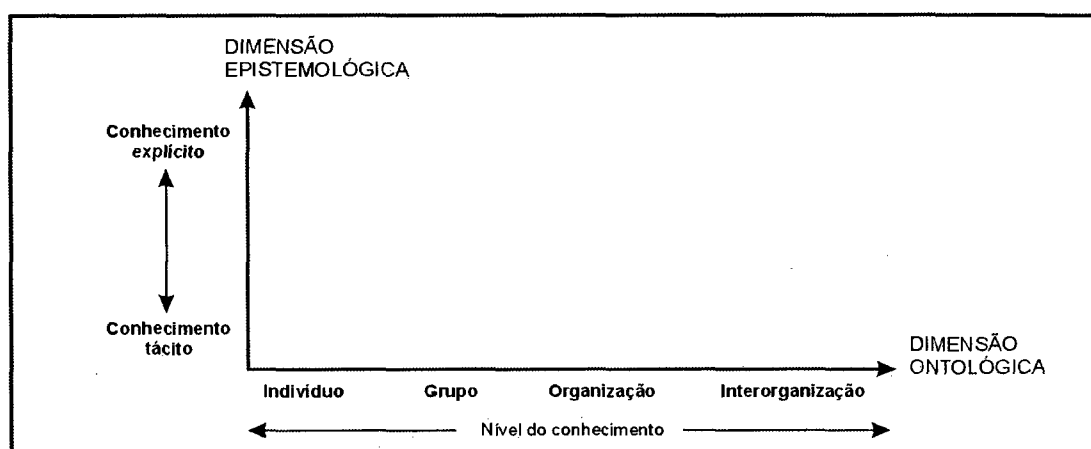 DIMENSÃO
EPISTEMOLÓGICA
Conhecimento
explícito
Conhecimento
tácito
DIMENSÃO
ONTOLÓGICA
Indivíduo Grupo Organização Interorganização
Nível do conhecimento